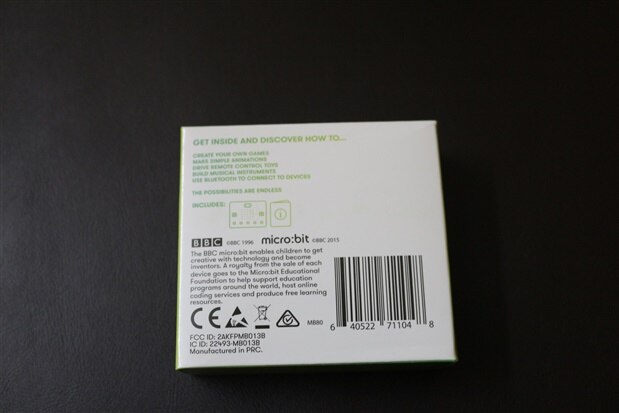 GET INSIDE AND DISCOVER HOW TO...
CREATE YOUR OWN GAMES
MAKE SIMPLE ANIMATIONS
DRIVE REMOTE CONTROL TOYS
BUILD MUSICAL INSTRUMENTS
USE BLUETOOTH TO CONNECT TO DEVICES
THE POSSIBILITIES ARE ENDLESS
INCLUDES:
BBC ©BBC 1996 micro:bit ©BBC 2015
The BBC micro:bit enables children to get
creative with technology and become
inventors. A royalty from the sale of each
device goes to the Micro:bit Educational
Foundation to help support education
programs around the world, host online
coding services and produce free learning
resources.
CE MB80
6 40522 71104 8
FCC ID: 2AKFPMB013B
IC ID: 22493-MB013B
Manufactured in PRC.